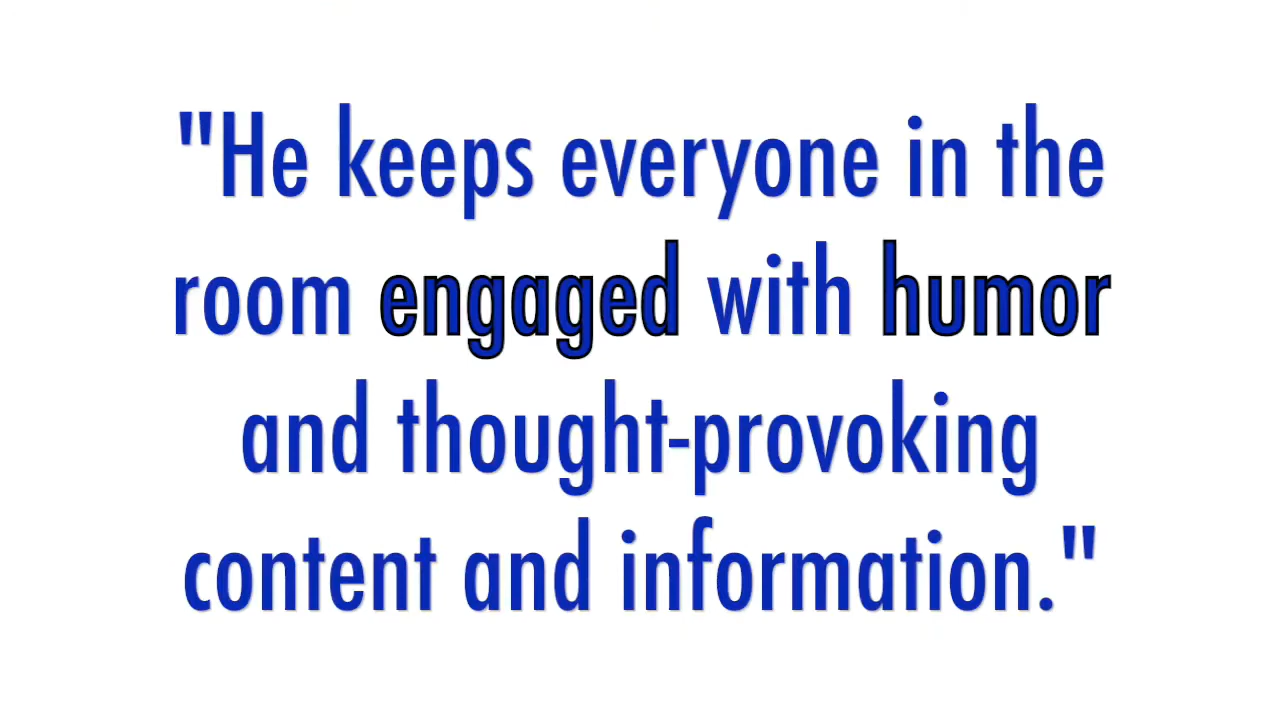 "He keeps everyone in the
room engaged with humor
and thought-provoking
content and information."